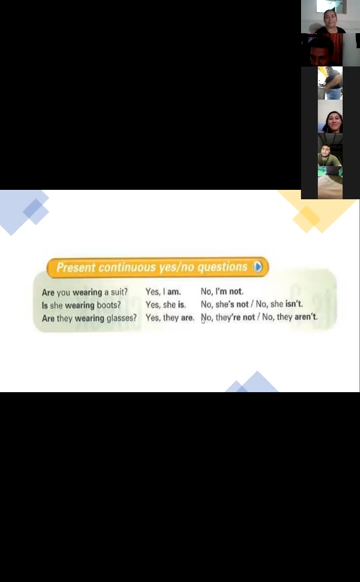 Present continuous yes/no questions
Are you wearing a suit? Yes, I am. No, I'm not.
Is she wearing boots? Yes, she is. No, she's not / No, she isn't.
Are they wearing glasses? Yes, they are. No, they're not / No, they aren't.